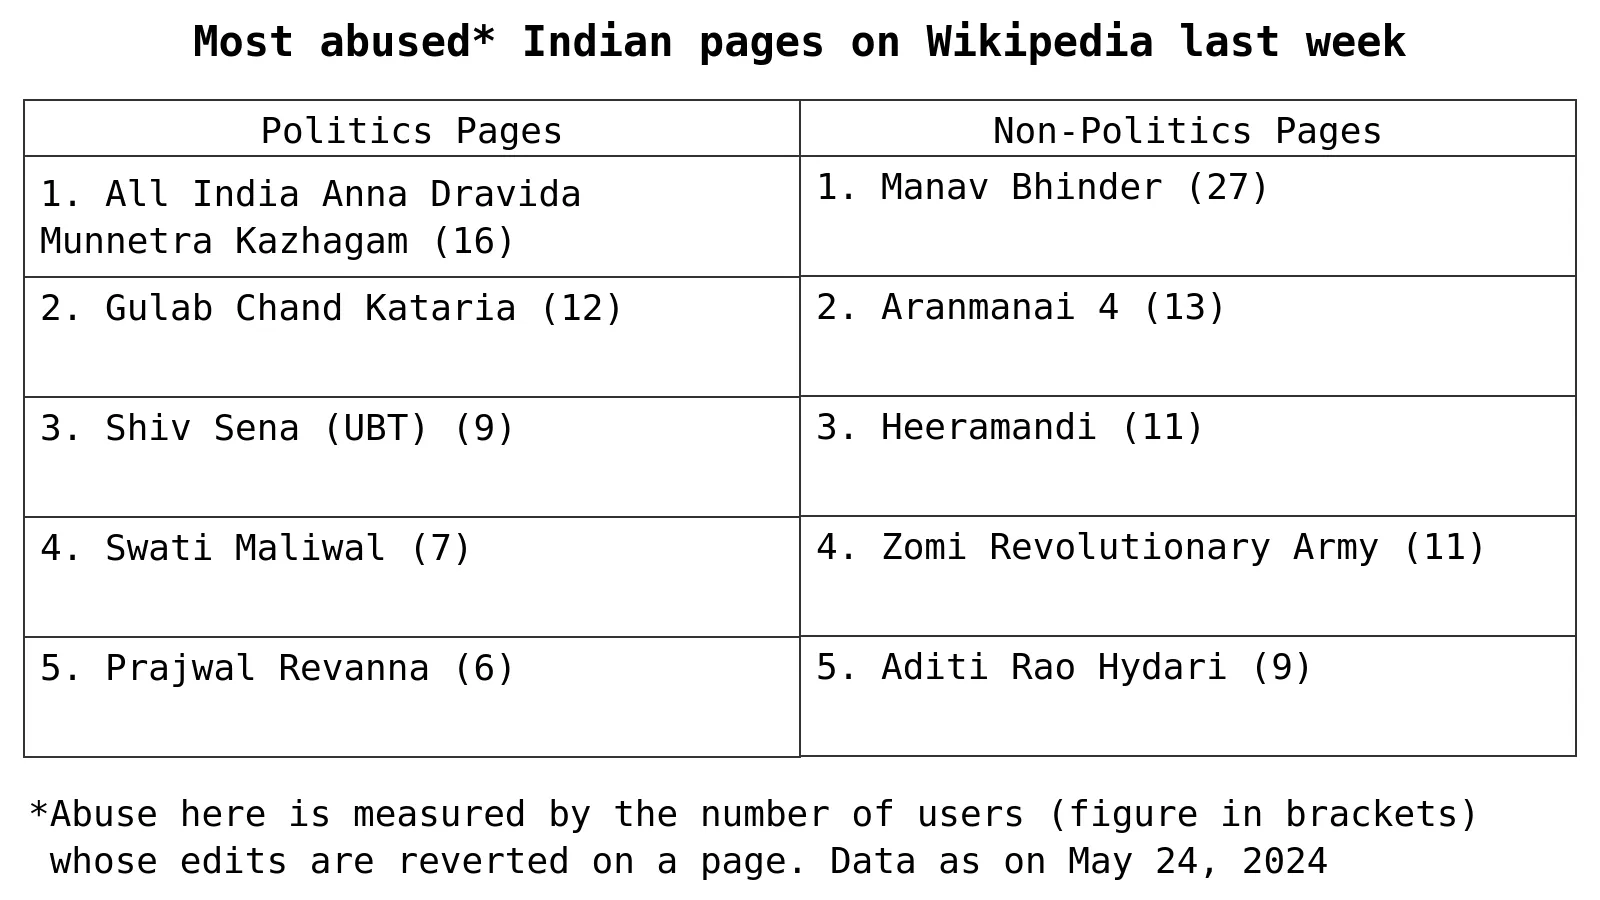 Most abused* Indian pages on Wikipedia last week
Politics Pages
Non-Politics Pages
1. All India Anna Dravida
Munnetra Kazhagam (16)
1. Manav Bhinder (27)
2. Gulab Chand Kataria (12)
2. Aranmanai 4 (13)
3. Shiv Sena (UBT) (9)
3. Heeramandi (11)
4. Swati Maliwal (7)
4. Zomi Revolutionary Army (11)
5. Prajwal Revanna (6)
5. Aditi Rao Hydari (9)
*Abuse here is measured by the number of users (figure in brackets)
whose edits are reverted on a page. Data as on May 24, 2024